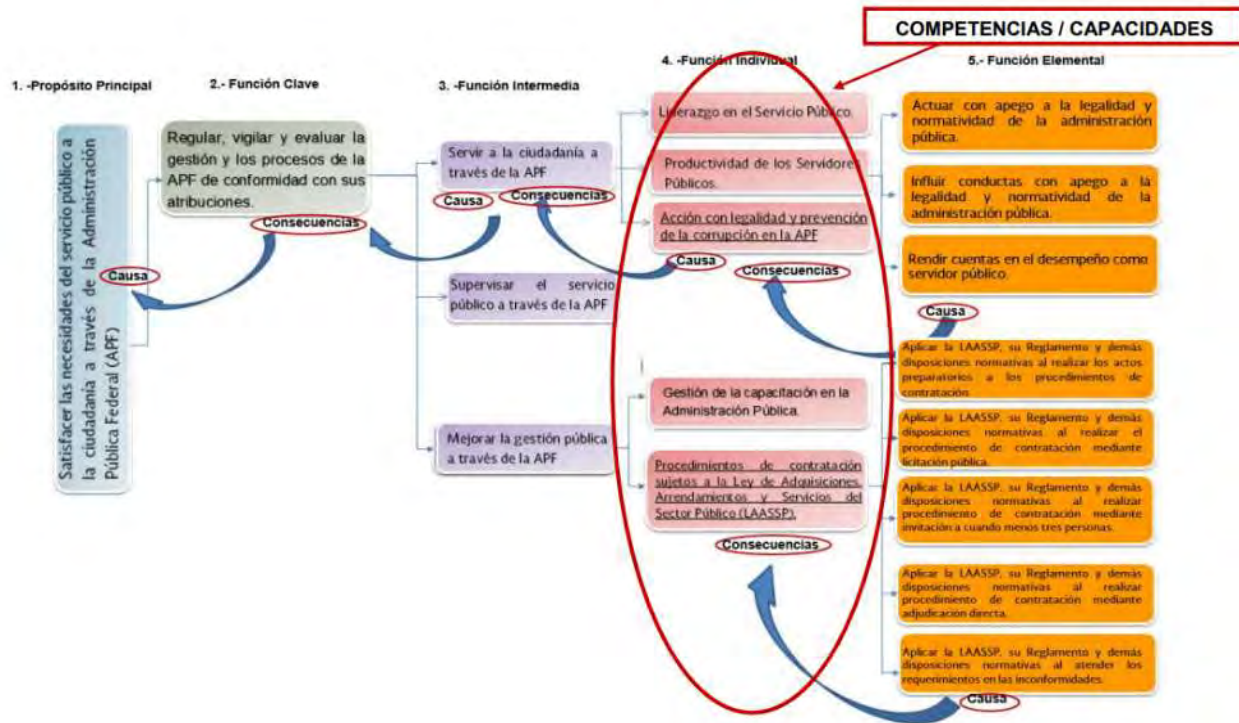 COMPETENCIAS / CAPACIDADES
1. -Propósito Principal
2.- Función Clave
3. -Función Intermedia
4. -Función Individual
5.- Función Elemental
Satisfacer las necesidades del servicio público a
la ciudadanía a través de la Administración
Pública Federal (APF)
Causa
Regular, vigilar y evaluar la
gestión y los procesos de la
APF de conformidad con sus
atribuciones.
Consecuencias
Servir a la ciudadanía a
través de la APF
Causa
Consecuencias
Supervisar el servicio
público a través de la APF
Mejorar la gestión pública
a través de la APF
Liderazgo en el Servicio Público.
Productividad de los Servidores
Públicos.
Acción con legalidad y prevención
de la corrupción en la APF
Causa
Consecuencias
Gestión de la capacitación en la
Administración Pública.
Procedimientos de contratación
sujetos a la Ley de Adquisiciones,
Arrendamientos y Servicios del
Sector Público (LAASSP).
Consecuencias
Actuar con apego a la legalidad y
normatividad de la administración
pública.
Influir conductas con apego a la
legalidad y normatividad de la
administración pública.
Rendir cuentas en el desempeño como
servidor público.
Causa
Aplicar la LAASSP, su Reglamento y demás
disposiciones normativas al realizar los actos
preparatorios a los procedimientos de
contratación.
Aplicar la LAASSP, su Reglamento y demás
disposiciones normativas al realizar el
procedimiento de contratación mediante
licitación pública.
Aplicar la LAASSP, su Reglamento y demás
disposiciones normativas al realizar
procedimiento de contratación mediante
invitación a cuando menos tres personas.
Aplicar la LAASSP, su Reglamento y demás
disposiciones normativas al realizar
procedimiento de contratación mediante
adjudicación directa.
Aplicar la LAASSP, su Reglamento y demás
disposiciones normativas al atender los
requerimientos en las inconformidades.
Causa